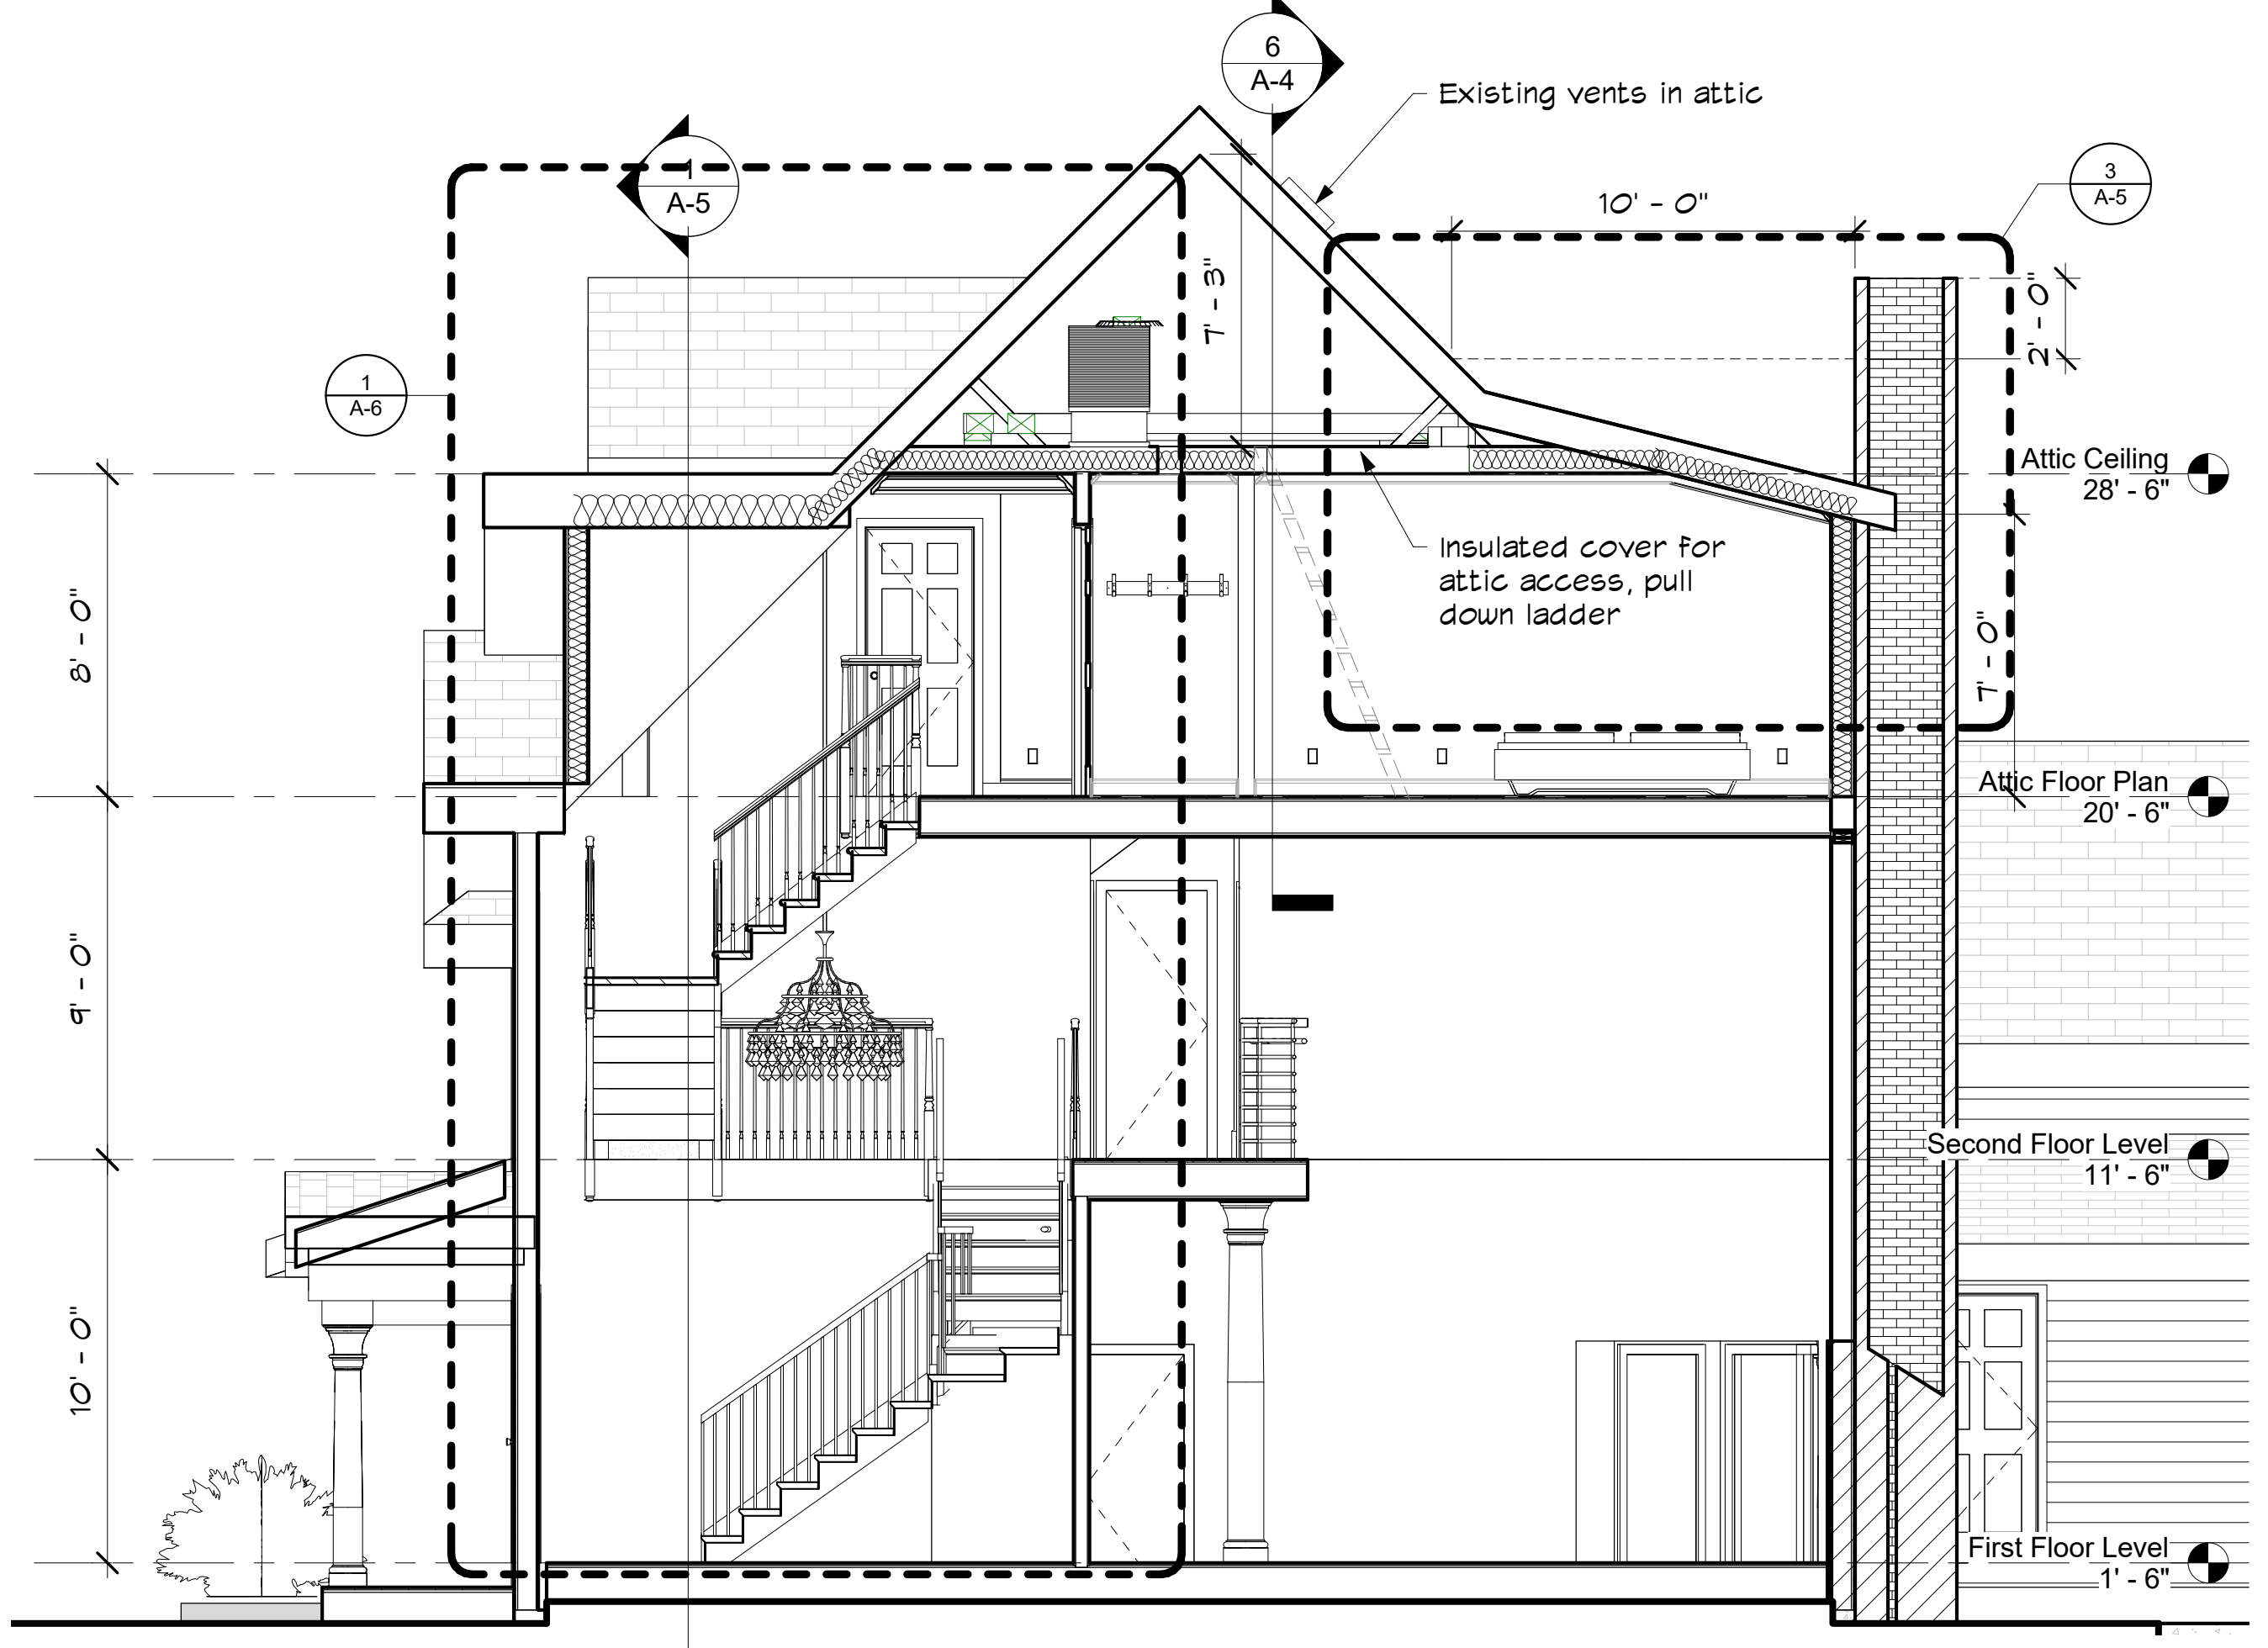 6
A-4
Existing vents in attic
1
A-5
3
A-5
10' - 0"
7' - 3"
2' - 0"
1
A-6
Attic Ceiling
28' - 6"
Insulated cover for
attic access, pull
down ladder
8' - 0"
7' - 0"
Attic Floor Plan
20' - 6"
9' - 0"
Second Floor Level
11' - 6"
10' - 0"
First Floor Level
1' - 6"